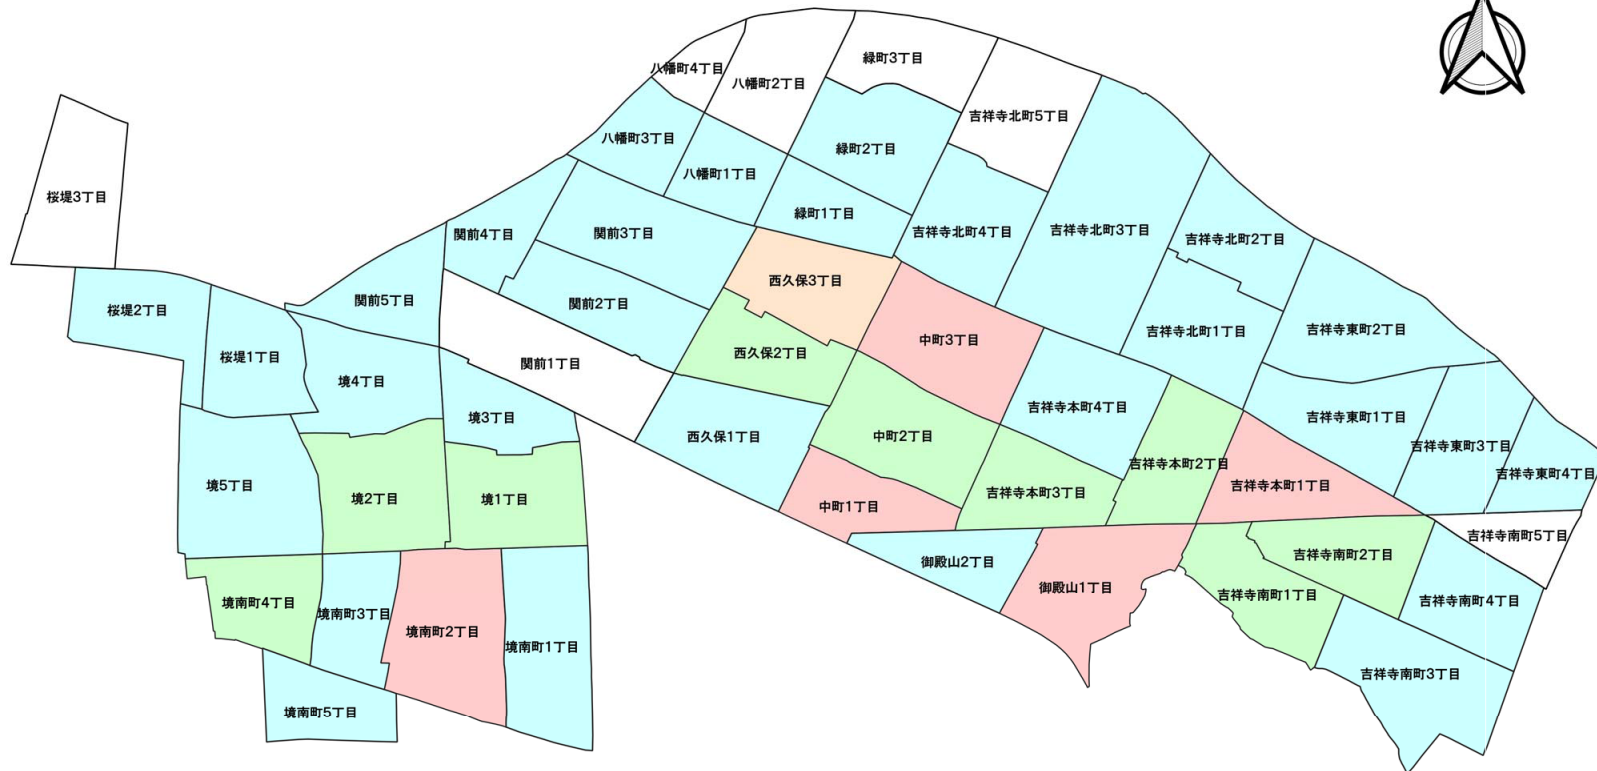 八幡町4丁目
八幡町2丁目
緑町3丁目
吉祥寺北町5丁目
八幡町3丁目
緑町2丁目
八幡町1丁目
桜堤3丁目
緑町1丁目
関前4丁目
関前3丁目
吉祥寺北町4丁目
吉祥寺北町3丁目
吉祥寺北町2丁目
西久保3丁目
関前5丁目
関前2丁目
桜堤2丁目
吉祥寺北町1丁目
吉祥寺東町2丁目
中町3丁目
西久保2丁目
桜堤1丁目
関前1丁目
境4丁目
吉祥寺本町4丁目
境3丁目
吉祥寺東町1丁目
西久保1丁目
中町2丁目
吉祥寺東町3丁目
吉祥寺本町2丁目
吉祥寺東町4丁目
境5丁目
吉祥寺本町1丁目
境2丁目
境1丁目
吉祥寺本町3丁目
中町1丁目
吉祥寺南町5丁目
吉祥寺南町2丁目
御殿山2丁目
御殿山1丁目
吉祥寺南町1丁目
吉祥寺南町4丁目
境南町4丁目
境南町3丁目
境南町2丁目
境南町1丁目
吉祥寺南町3丁目
境南町5丁目